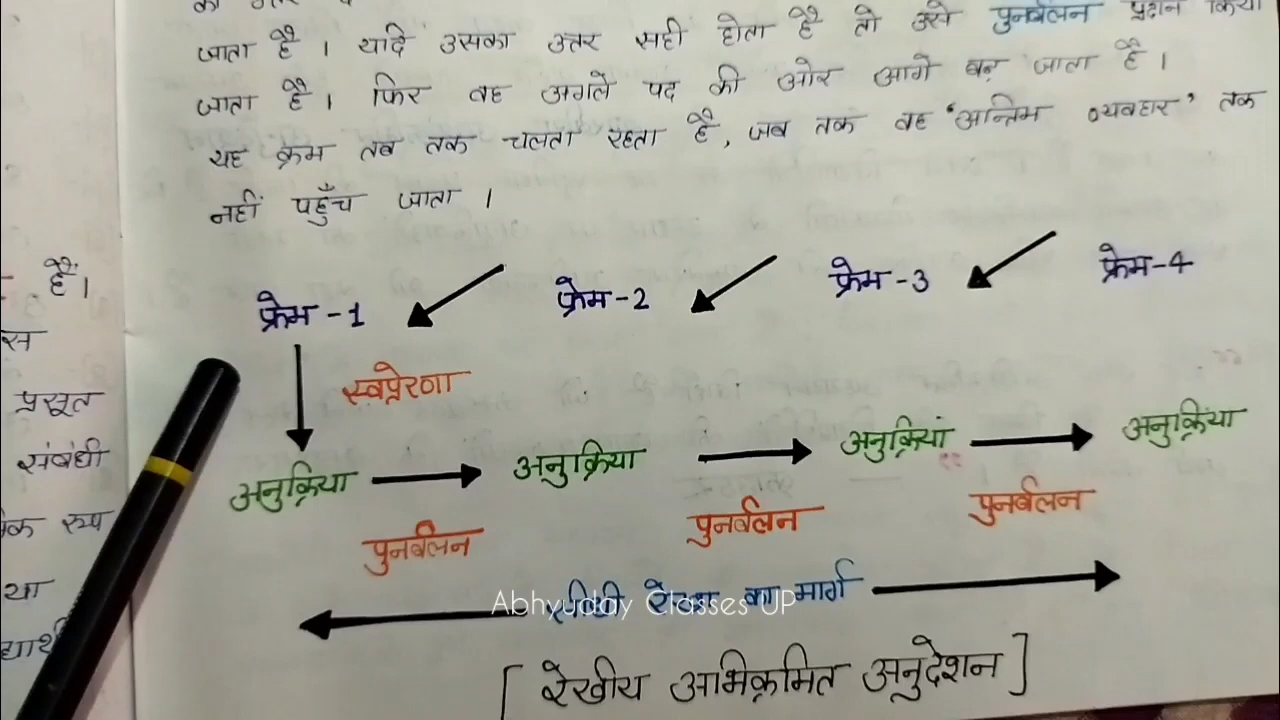 जाता है । यदि उसका उत्तर सही होता है तो उसे पुनर्बलन प्रदान किया
जाता है । फिर वह अगले पद की ओर आगे बढ़ जाता है ।
यह क्रम तब तक चलता रहता है , जब तक वह 'अन्तिम व्यवहार' तक
नहीं पहुँच जाता ।
फ्रेम - 1 फ्रेम - 2 फ्रेम - 3 फ्रेम - 4
स्वप्रेरणा
अनुक्रिया अनुक्रिया अनुक्रियां अनुक्रिया
पुनर्बलन पुनर्बलन पुनर्बलन
सीधी रेखा का मार्ग
Abhyuday Classes UP
[ रेखीय अभिक्रमित अनुदेशन ]
है।
प्रसूत
संबंधी
रूप
या